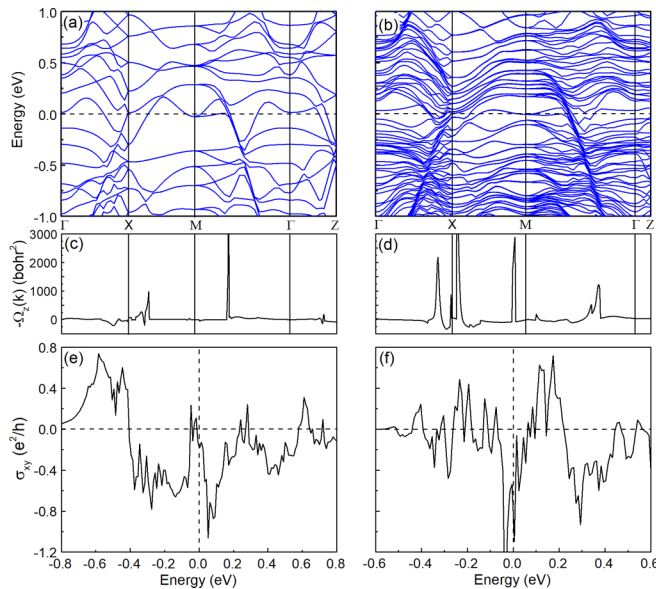 (a)
(b)
Energy (eV)
1.0
0.5
0.0
-0.5
-1.0
Γ X M Γ Z
Γ X M Γ Z
(c)
(d)
-Ωz(k) (bohr²)
3000
2000
1000
0
(e)
(f)
σxy (e²/h)
0.8
0.4
0.0
-0.4
-0.8
-1.2
-0.8 -0.6 -0.4 -0.2 0.0 0.2 0.4 0.6 0.8
-0.6 -0.4 -0.2 0.0 0.2 0.4 0.6
Energy (eV)
Energy (eV)